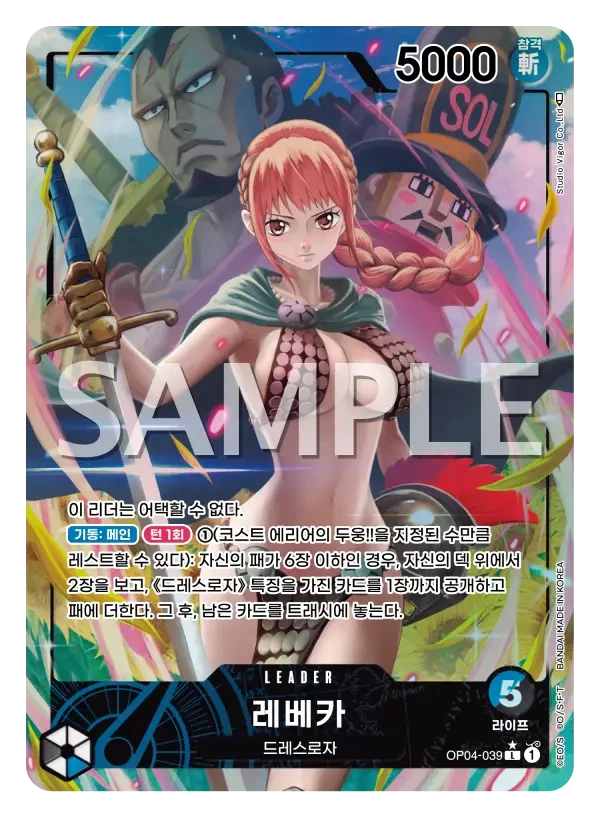 5000
참격
斬
SOL
Studio Vigor Co.,Ltd
SAMPLE
이 리더는 어택할 수 없다.
기동: 메인 턴 1회 ①(코스트 에리어의 두웅!!을 지정된 수만큼
레스트할 수 있다): 자신의 패가 6장 이하인 경우, 자신의 덱 위에서
2장을 보고, 《드레스로자》 특징을 가진 카드를 1장까지 공개하고
패에 더한다. 그 후, 남은 카드를 트래시에 놓는다.
LEADER
레베카
드레스로자
5
라이프
OP04-039 L 1
©EO/S ©O/S·F·T BANDAI MADE IN KOREA